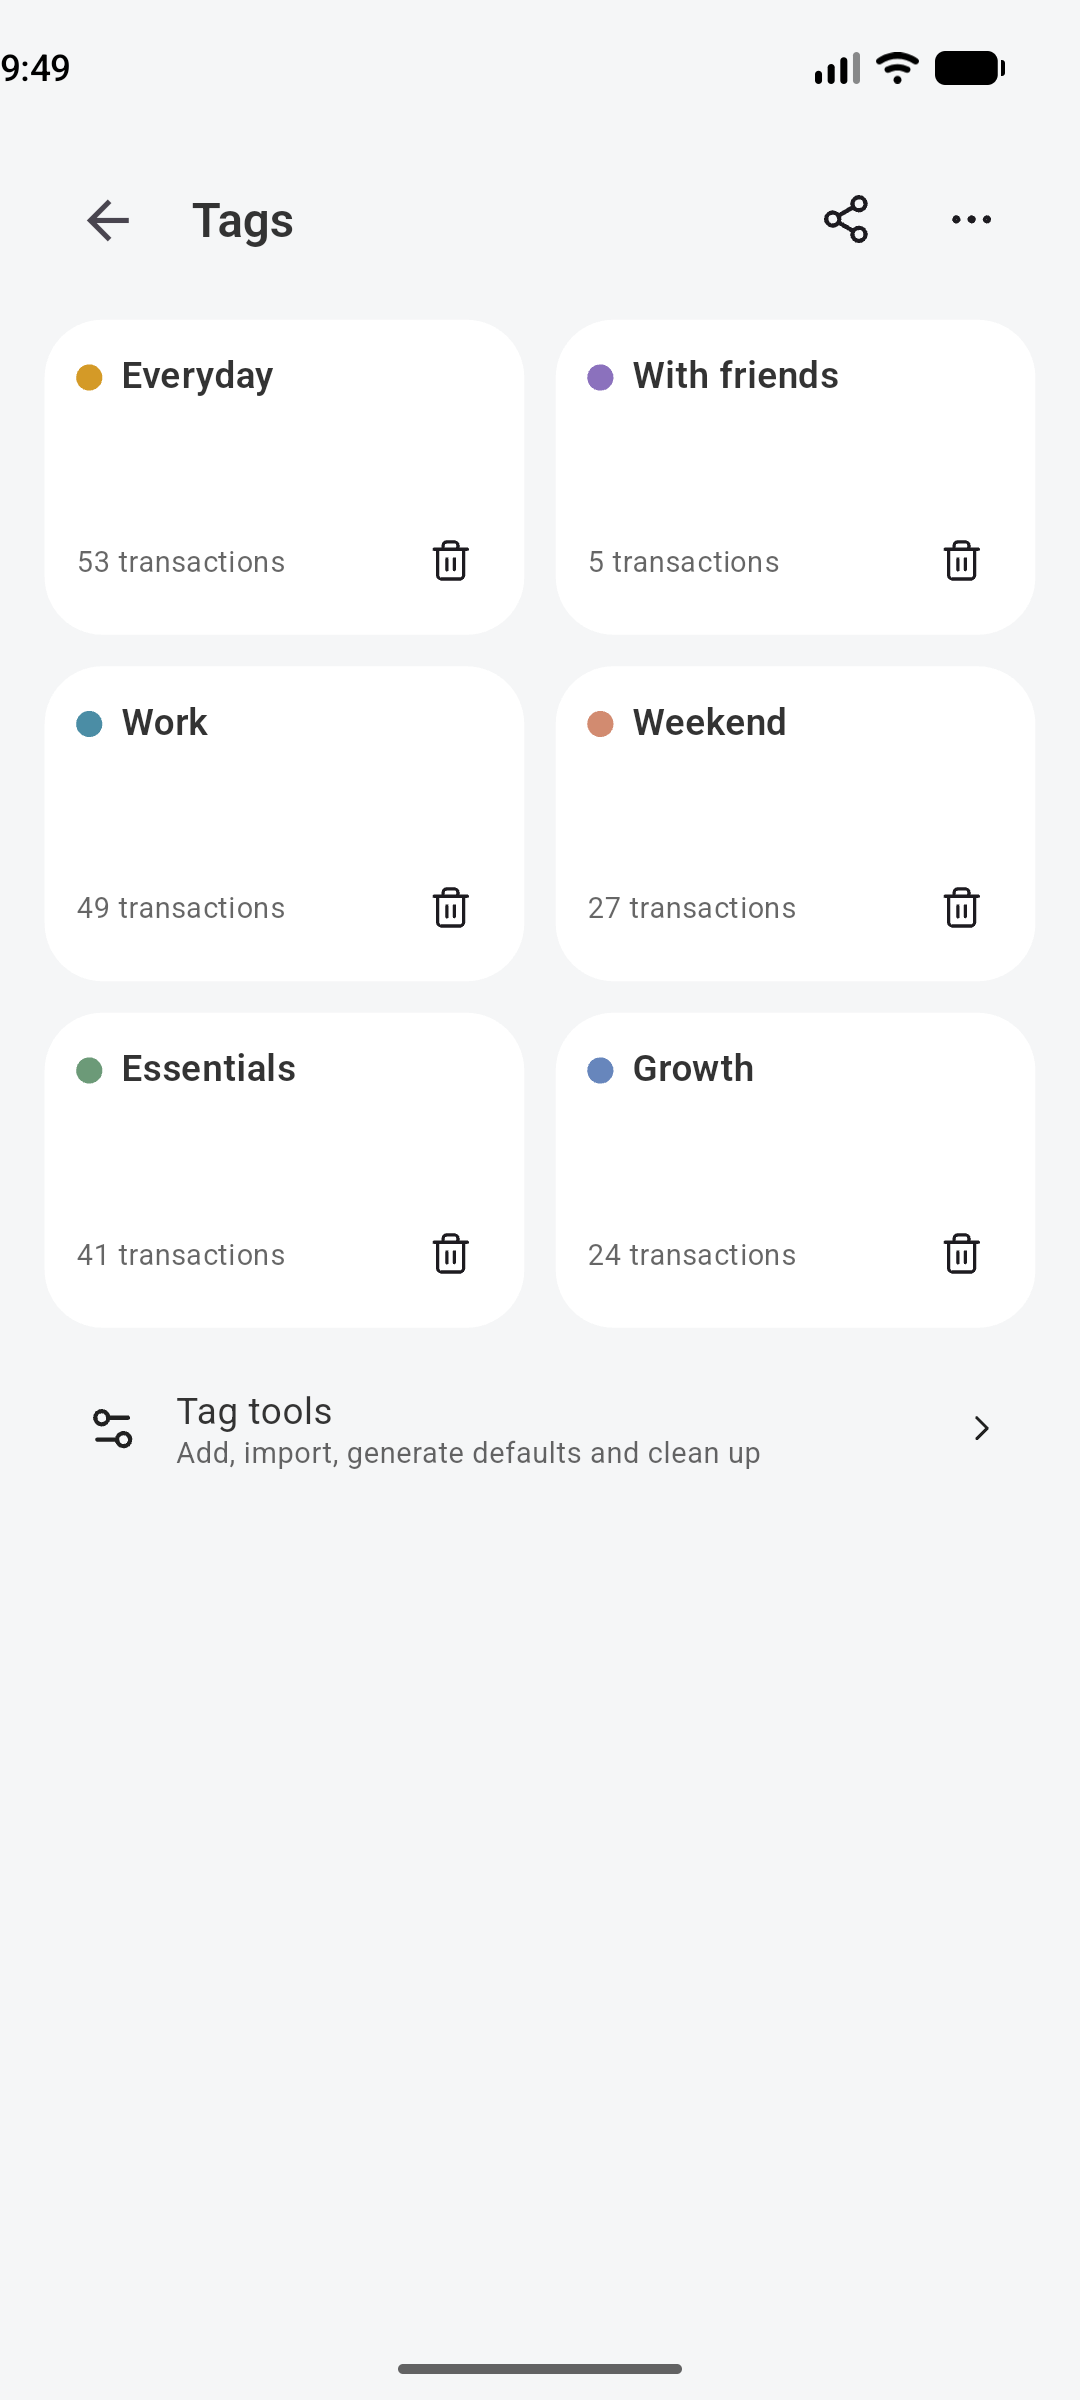 9:49
Tags
Everyday
With friends
53 transactions
5 transactions
Work
Weekend
49 transactions
27 transactions
Essentials
Growth
41 transactions
24 transactions
Tag tools
Add, import, generate defaults and clean up